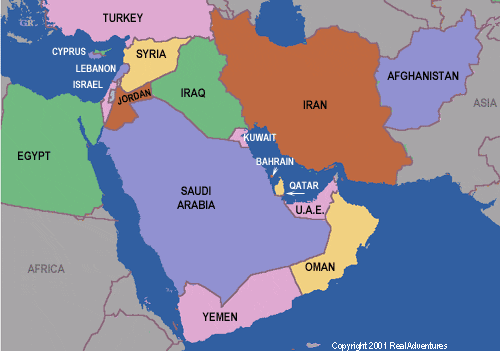 TURKEY
CYPRUS
SYRIA
LEBANON
ISRAEL
JORDAN
IRAQ
IRAN
AFGHANISTAN
ASIA
KUWAIT
EGYPT
BAHRAIN
QATAR
SAUDI
ARABIA
U.A.E.
AFRICA
OMAN
YEMEN
Copyright 2001 RealAdventures